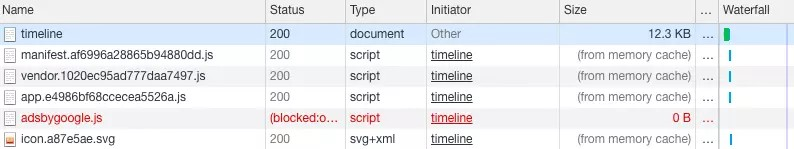 Name Status Type Initiator Size ... Waterfall
timeline 200 document Other 12.3 KB ...
manifest.af6996a28865b94880dd.js 200 script timeline (from memory cache) ...
vendor.1020ec95ad777daa7497.js 200 script timeline (from memory cache) ...
app.e4986bf68ccecea5526a.js 200 script timeline (from memory cache) ...
adsbygoogle.js (blocked:o... script timeline 0 B ...
icon.a87e5ae.svg 200 svg+xml timeline (from memory cache) ...